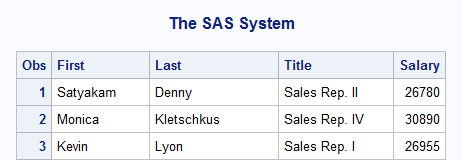 The SAS System
Obs First Last Title Salary
1 Satyakam Denny Sales Rep. II 26780
2 Monica Kletschkus Sales Rep. IV 30890
3 Kevin Lyon Sales Rep. I 26955